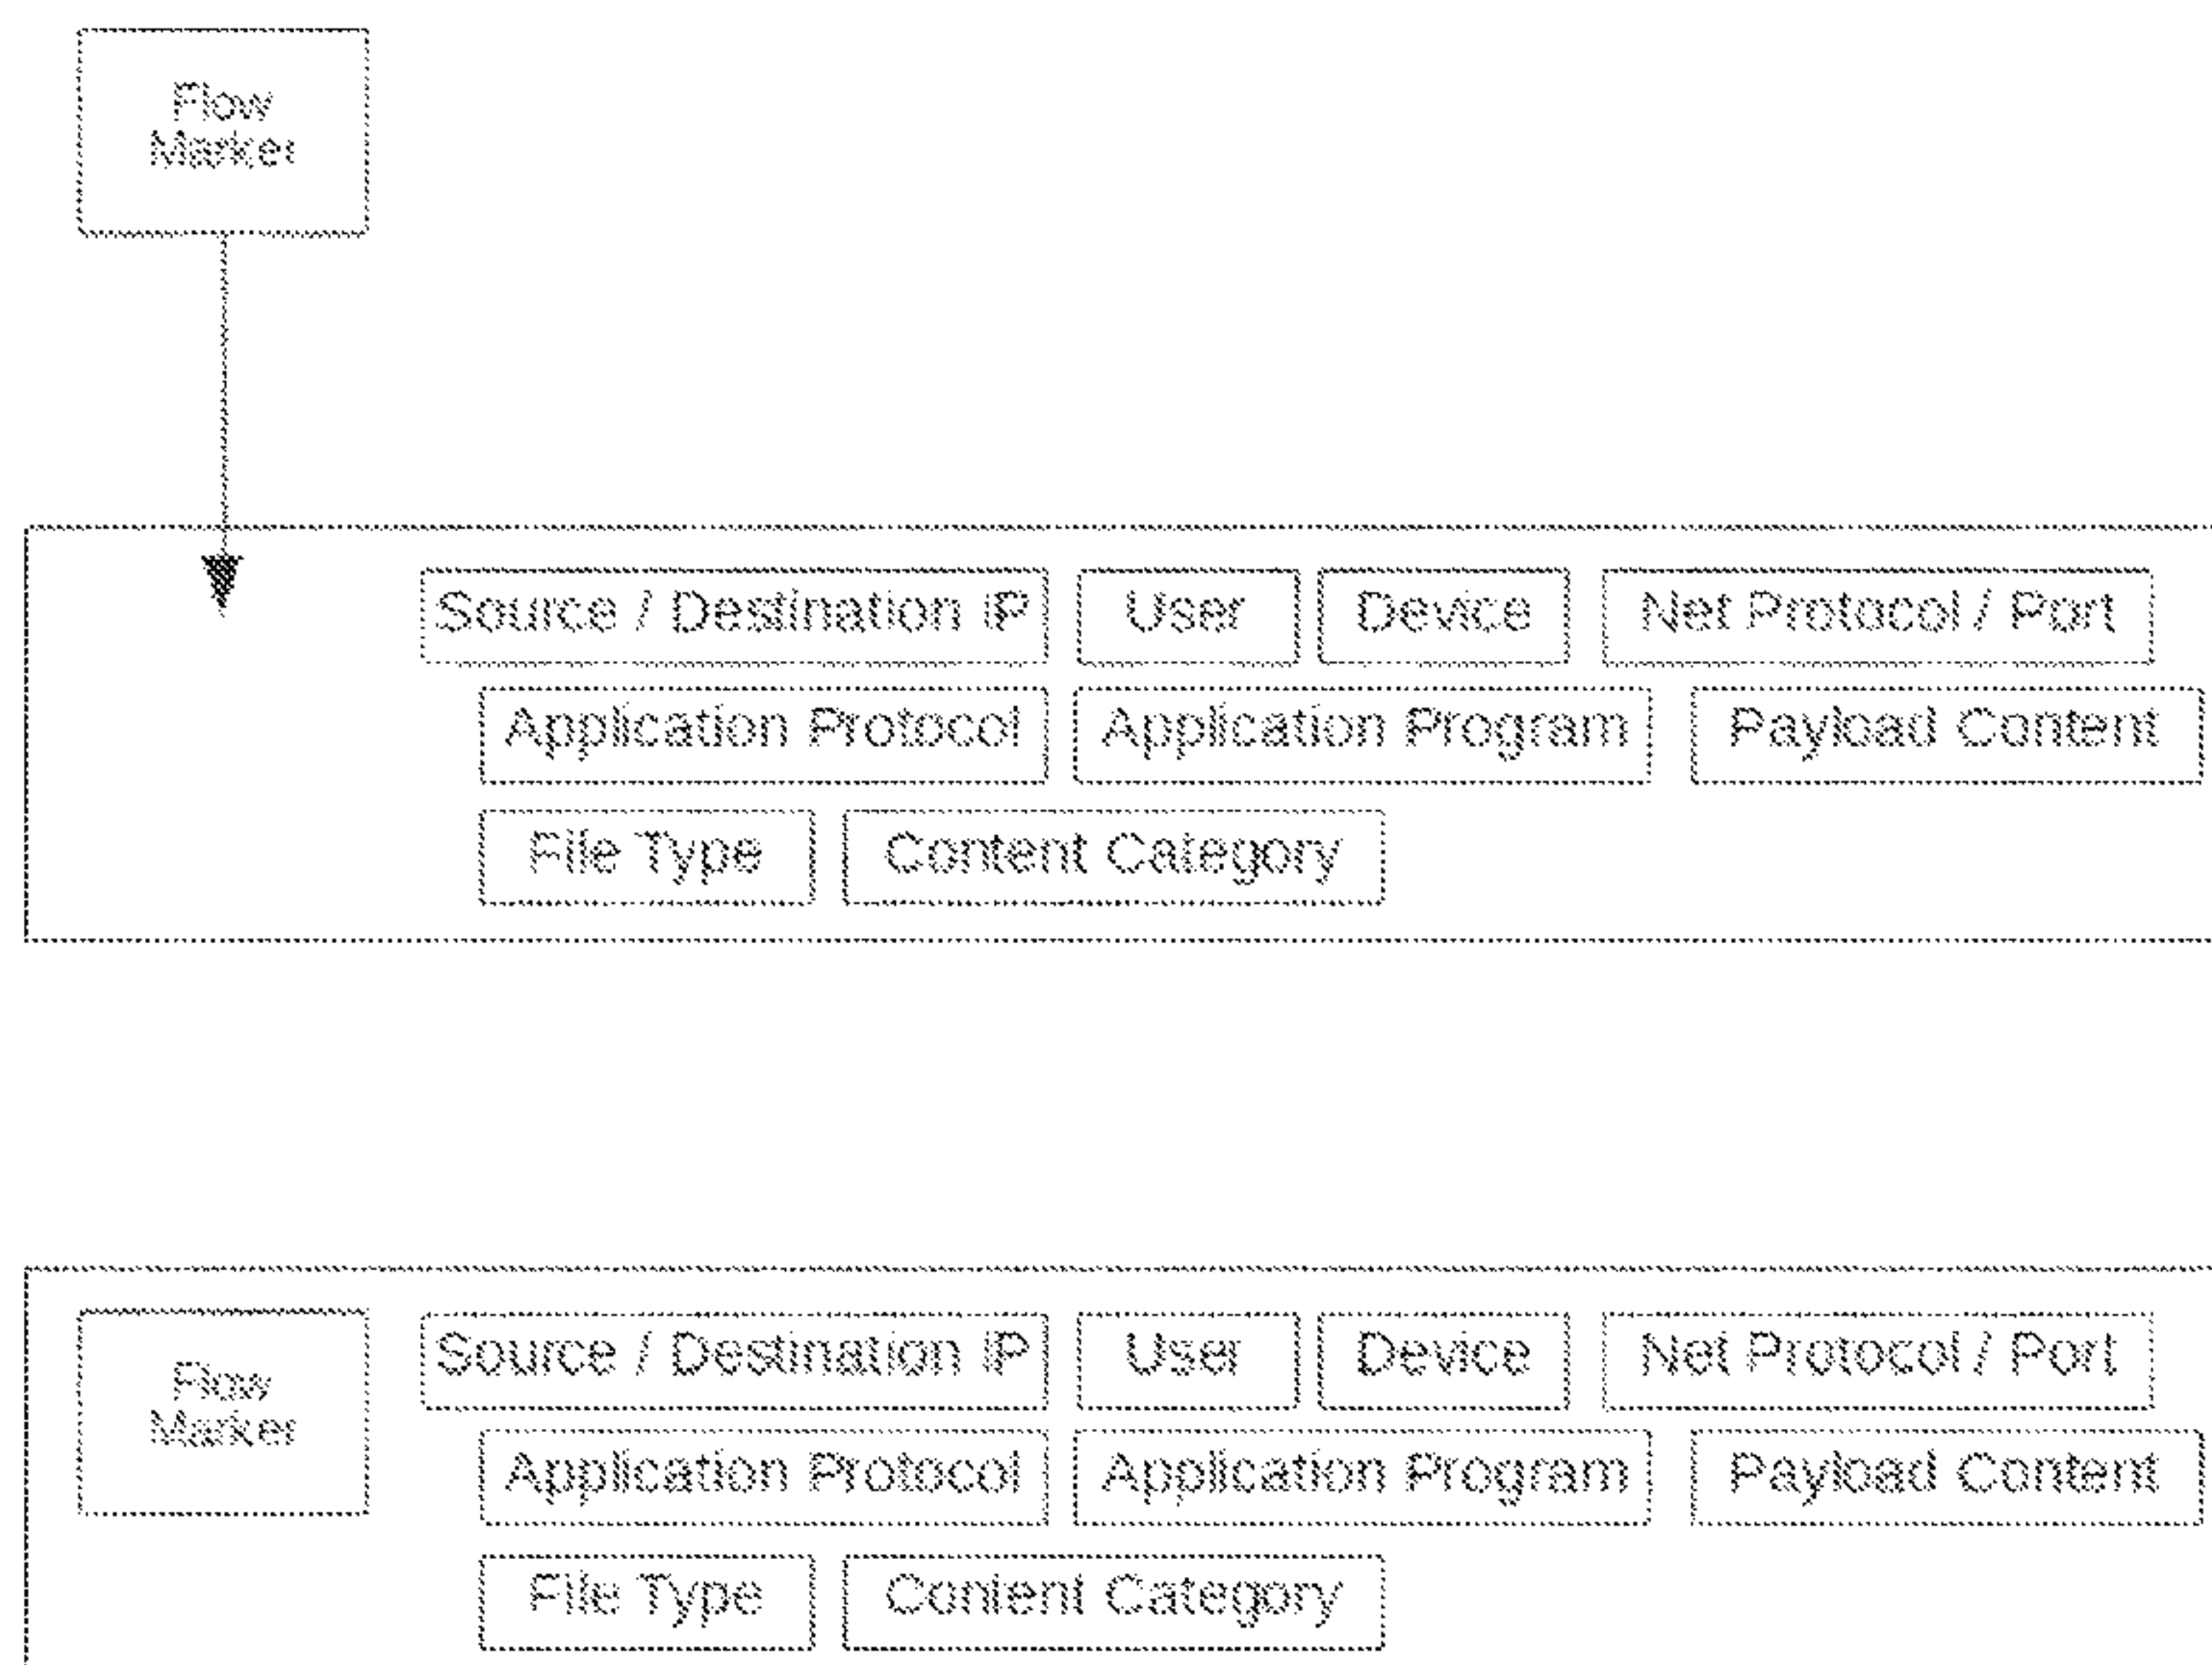 Flow
Marker
Source / Destination IP
User
Device
Net Protocol / Port
Application Protocol
Application Program
Payload Content
File Type
Content Category
Flow
Marker
Source / Destination IP
User
Device
Net Protocol / Port
Application Protocol
Application Program
Payload Content
File Type
Content Category